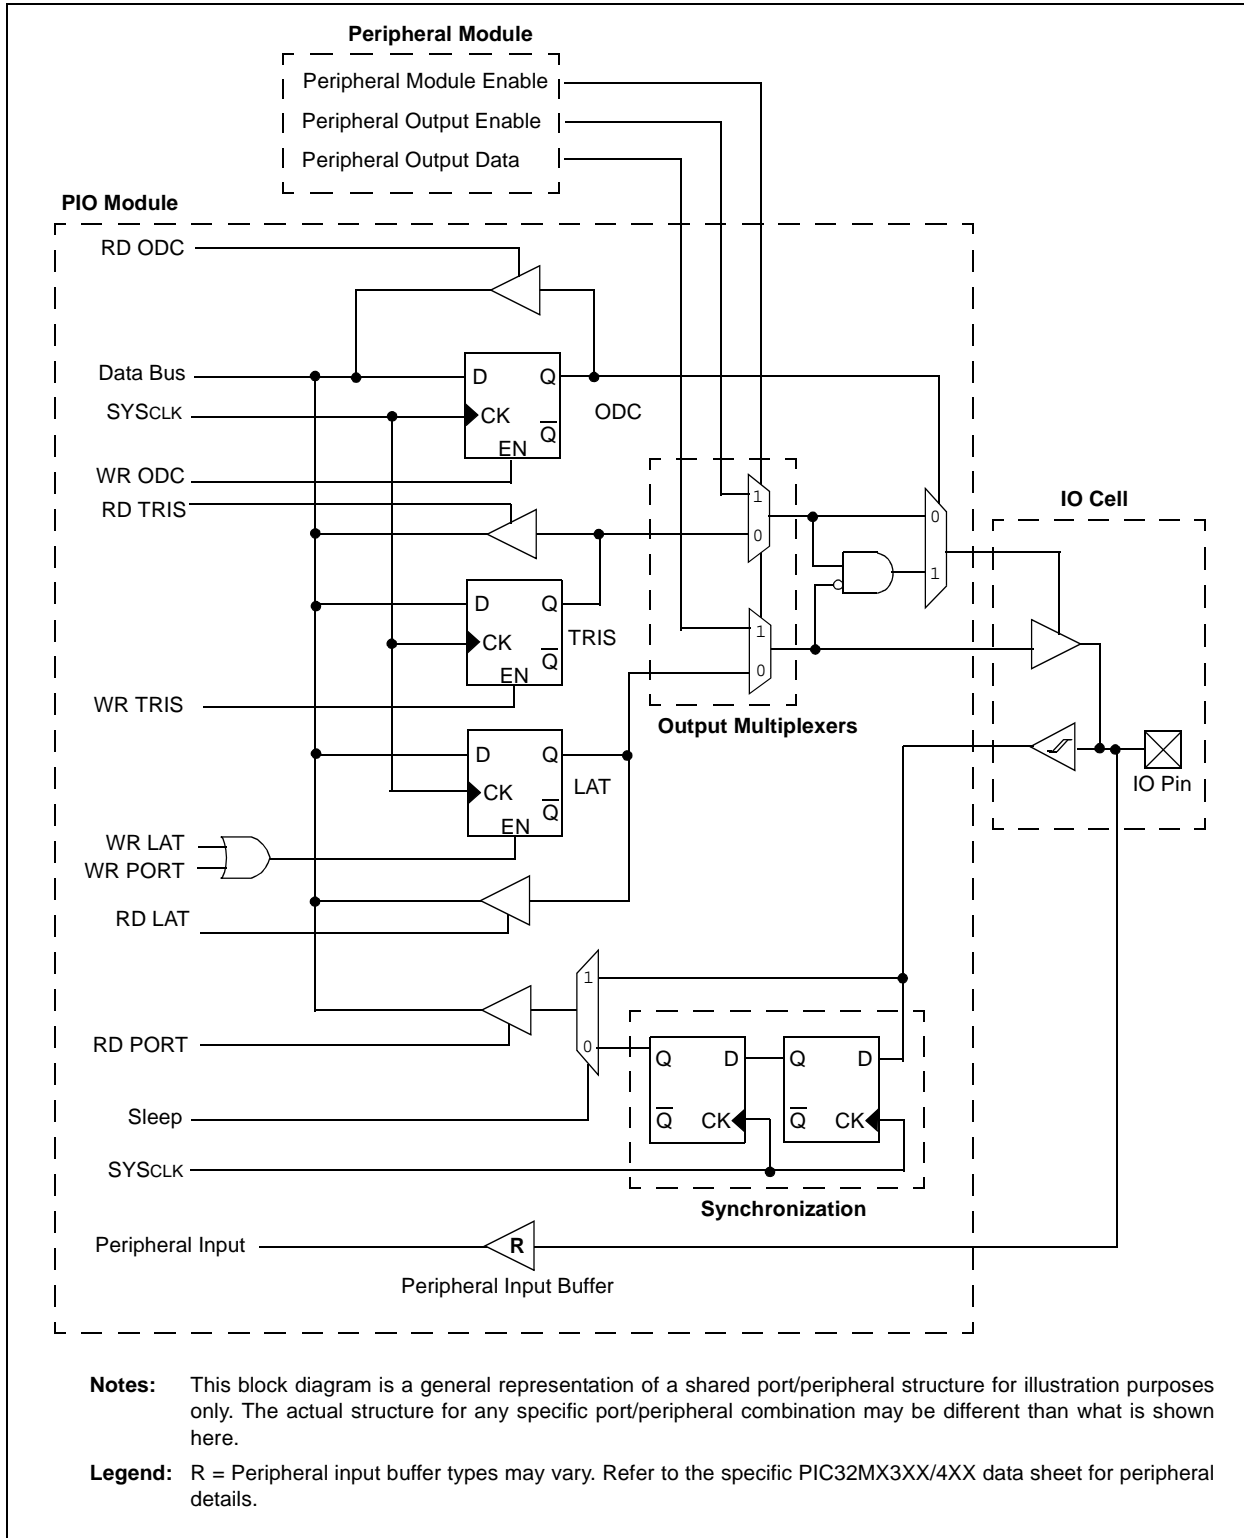 Peripheral Module
Peripheral Module Enable
Peripheral Output Enable
Peripheral Output Data
PIO Module
RD ODC
Data Bus
D Q
SYSCLK
CK
ODC
Q
EN
WR ODC
RD TRIS
1
0
IO Cell
0
1
D Q
CK
TRIS
Q
EN
1
0
WR TRIS
Output Multiplexers
D Q
CK
LAT
Q
EN
IO Pin
WR LAT
WR PORT
RD LAT
1
0
RD PORT
Q D Q D
Q CK Q CK
Sleep
SYSCLK
Synchronization
Peripheral Input
R
Peripheral Input Buffer
Notes: This block diagram is a general representation of a shared port/peripheral structure for illustration purposes
only. The actual structure for any specific port/peripheral combination may be different than what is shown
here.
Legend: R = Peripheral input buffer types may vary. Refer to the specific PIC32MX3XX/4XX data sheet for peripheral
details.